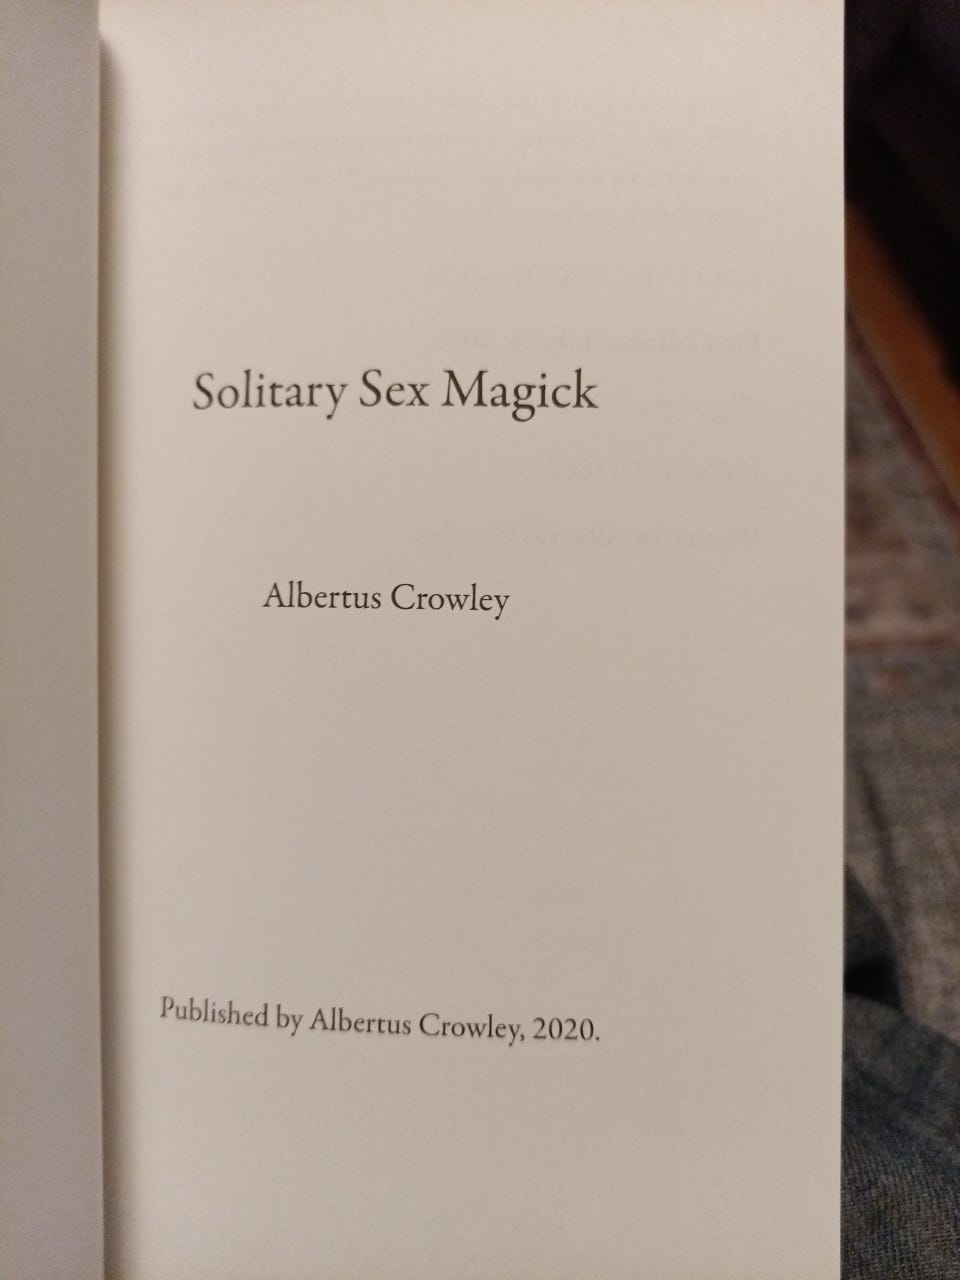 Solitary Sex Magick
Albertus Crowley
Published by Albertus Crowley, 2020.